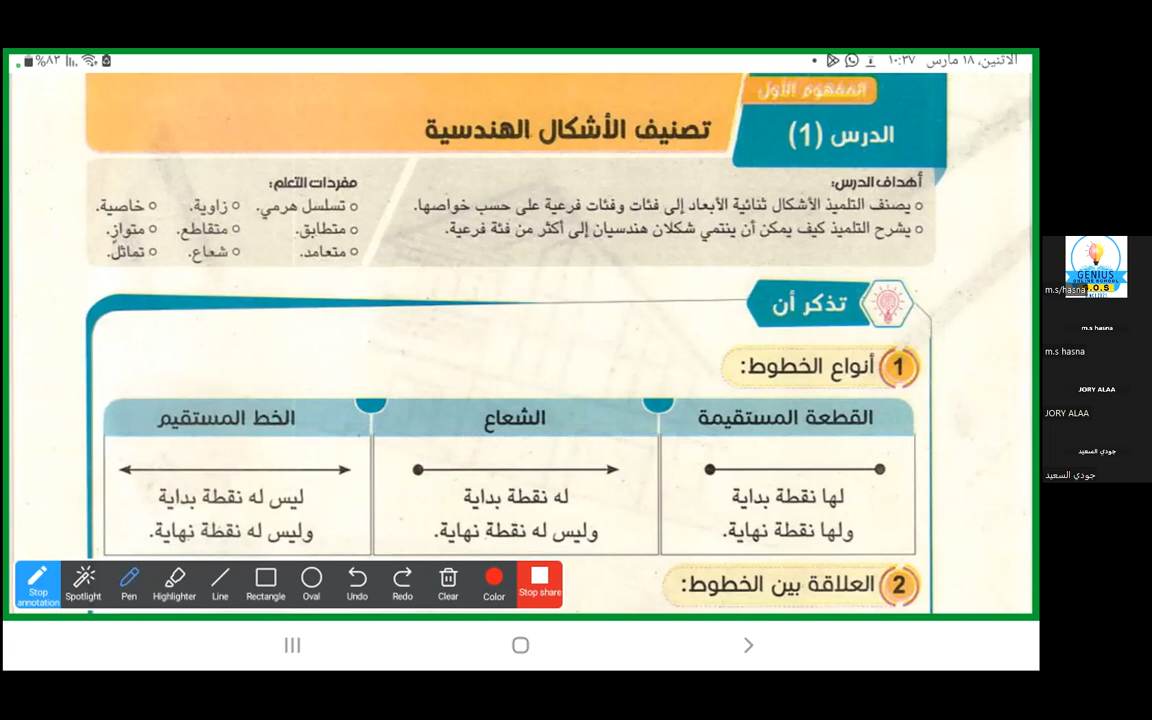 الاثنين، ١٨ مارس ١٠:٣٧
%٨٣
المفهوم الأول
الدرس (1)
تصنيف الأشكال الهندسية
أهداف الدرس:
○ يصنف التلميذ الأشكال ثنائية الأبعاد إلى فئات وفئات فرعية على حسب خواصها.
○ يشرح التلميذ كيف يمكن أن ينتمي شكلان هندسيان إلى أكثر من فئة فرعية.
مفردات التعلم:
○ تسلسل هرمي. ○ زاوية. ○ خاصية.
○ متطابق. ○ متقاطع. ○ متوازٍ.
○ متعامد. ○ شعاع. ○ تماثل.
تذكر أن
1 أنواع الخطوط:
القطعة المستقيمة
لها نقطة بداية
ولها نقطة نهاية.
الشعاع
له نقطة بداية
وليس له نقطة نهاية.
الخط المستقيم
ليس له نقطة بداية
وليس له نقطة نهاية.
2 العلاقة بين الخطوط:
Stop annotation
Spotlight
Pen
Highlighter
Line
Rectangle
Oval
Undo
Redo
Clear
Color
Stop share
GENIUS
ONLINE SCHOOL
.O.S
m.s/hasna
m.s hasna
m.s hasna
JORY ALAA
JORY ALAA
جودي السعيد
جودي السعيد